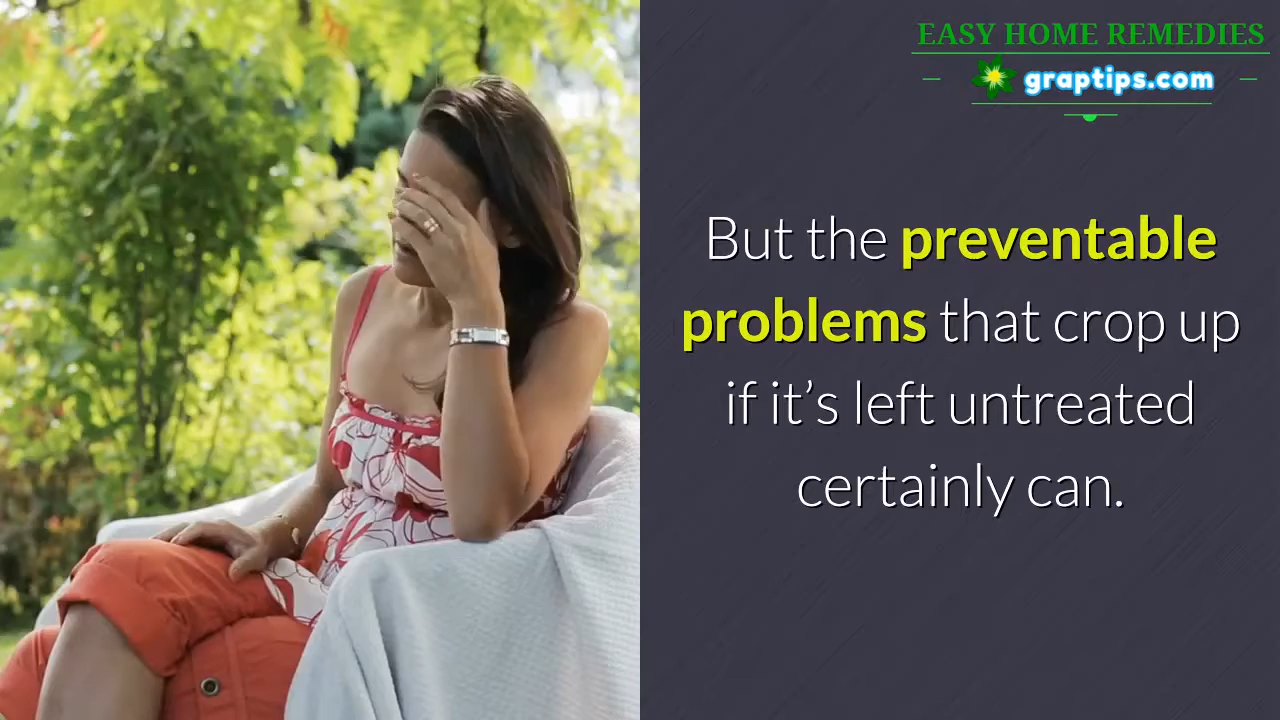 EASY HOME REMEDIES
graptips.com
But the preventable
problems that crop up
if it’s left untreated
certainly can.